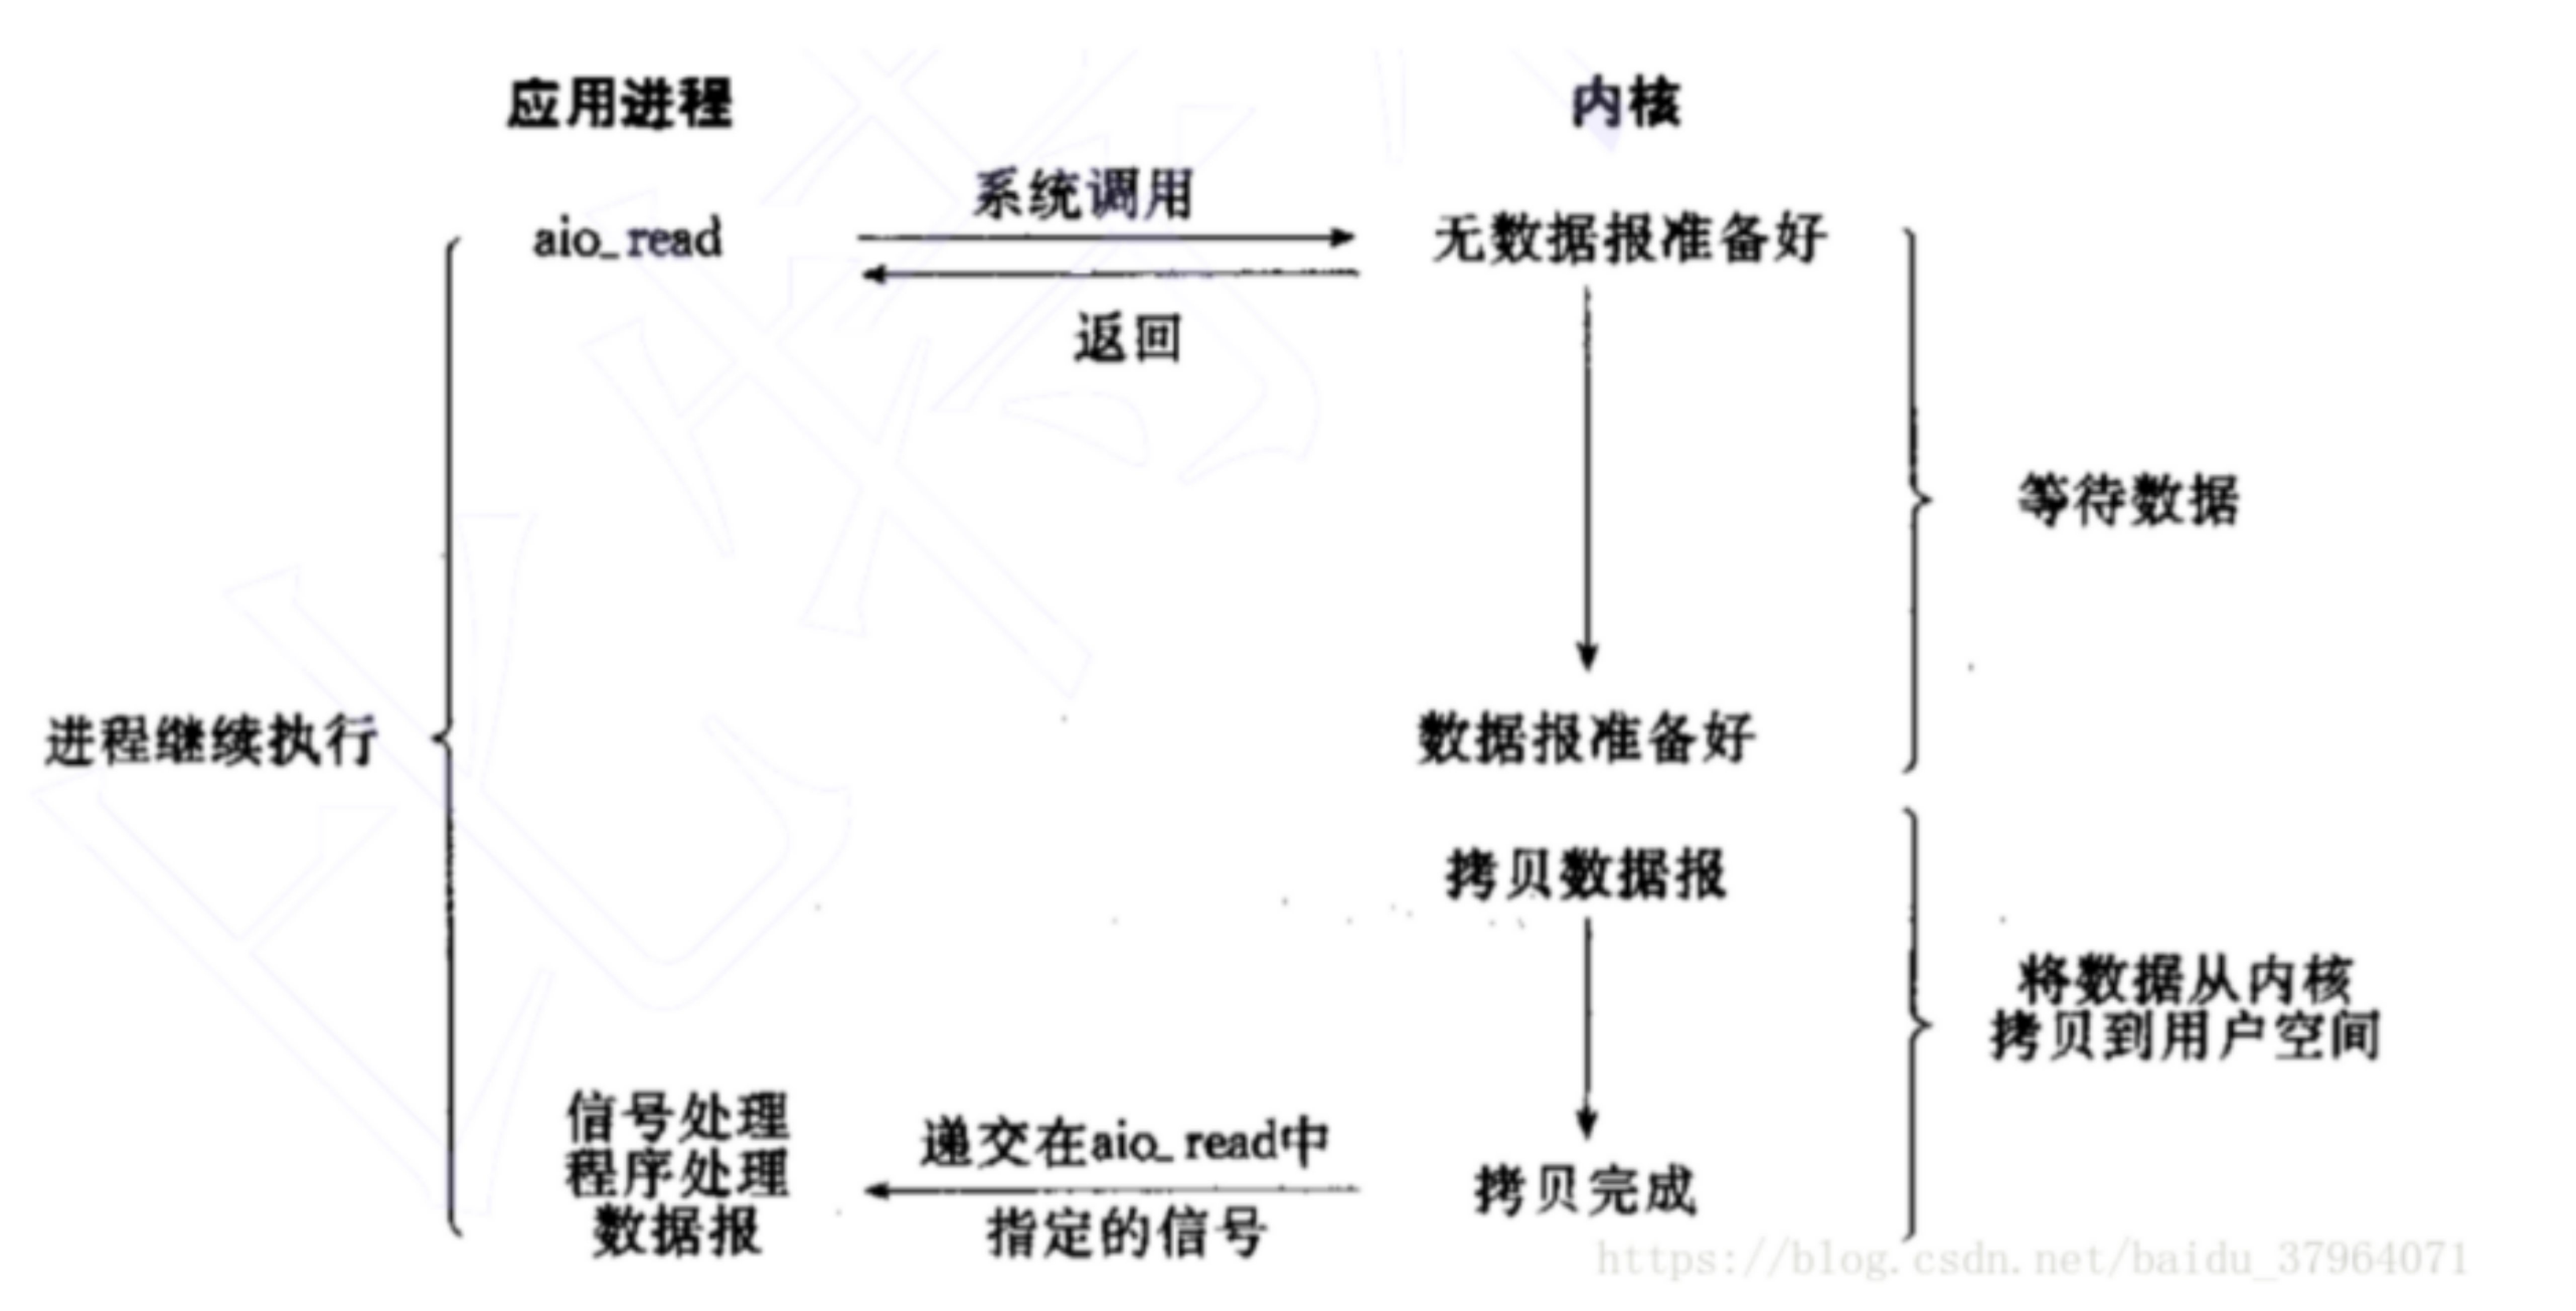 应用进程
内核
系统调用
aio_read
无数据报准备好
返回
等待数据
进程继续执行
数据报准备好
拷贝数据报
将数据从内核
拷贝到用户空间
信号处理
程序处理
数据报
递交在aio_read中
指定的信号
拷贝完成
https://blog.csdn.net/baidu_37964071